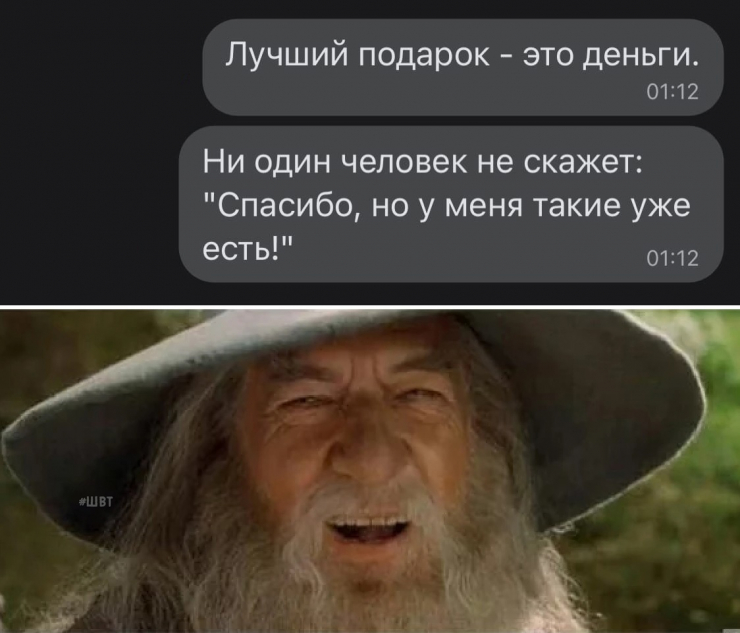 Лучший подарок - это деньги.
01:12
Ни один человек не скажет:
"Спасибо, но у меня такие уже
есть!"
01:12
#ШВТ